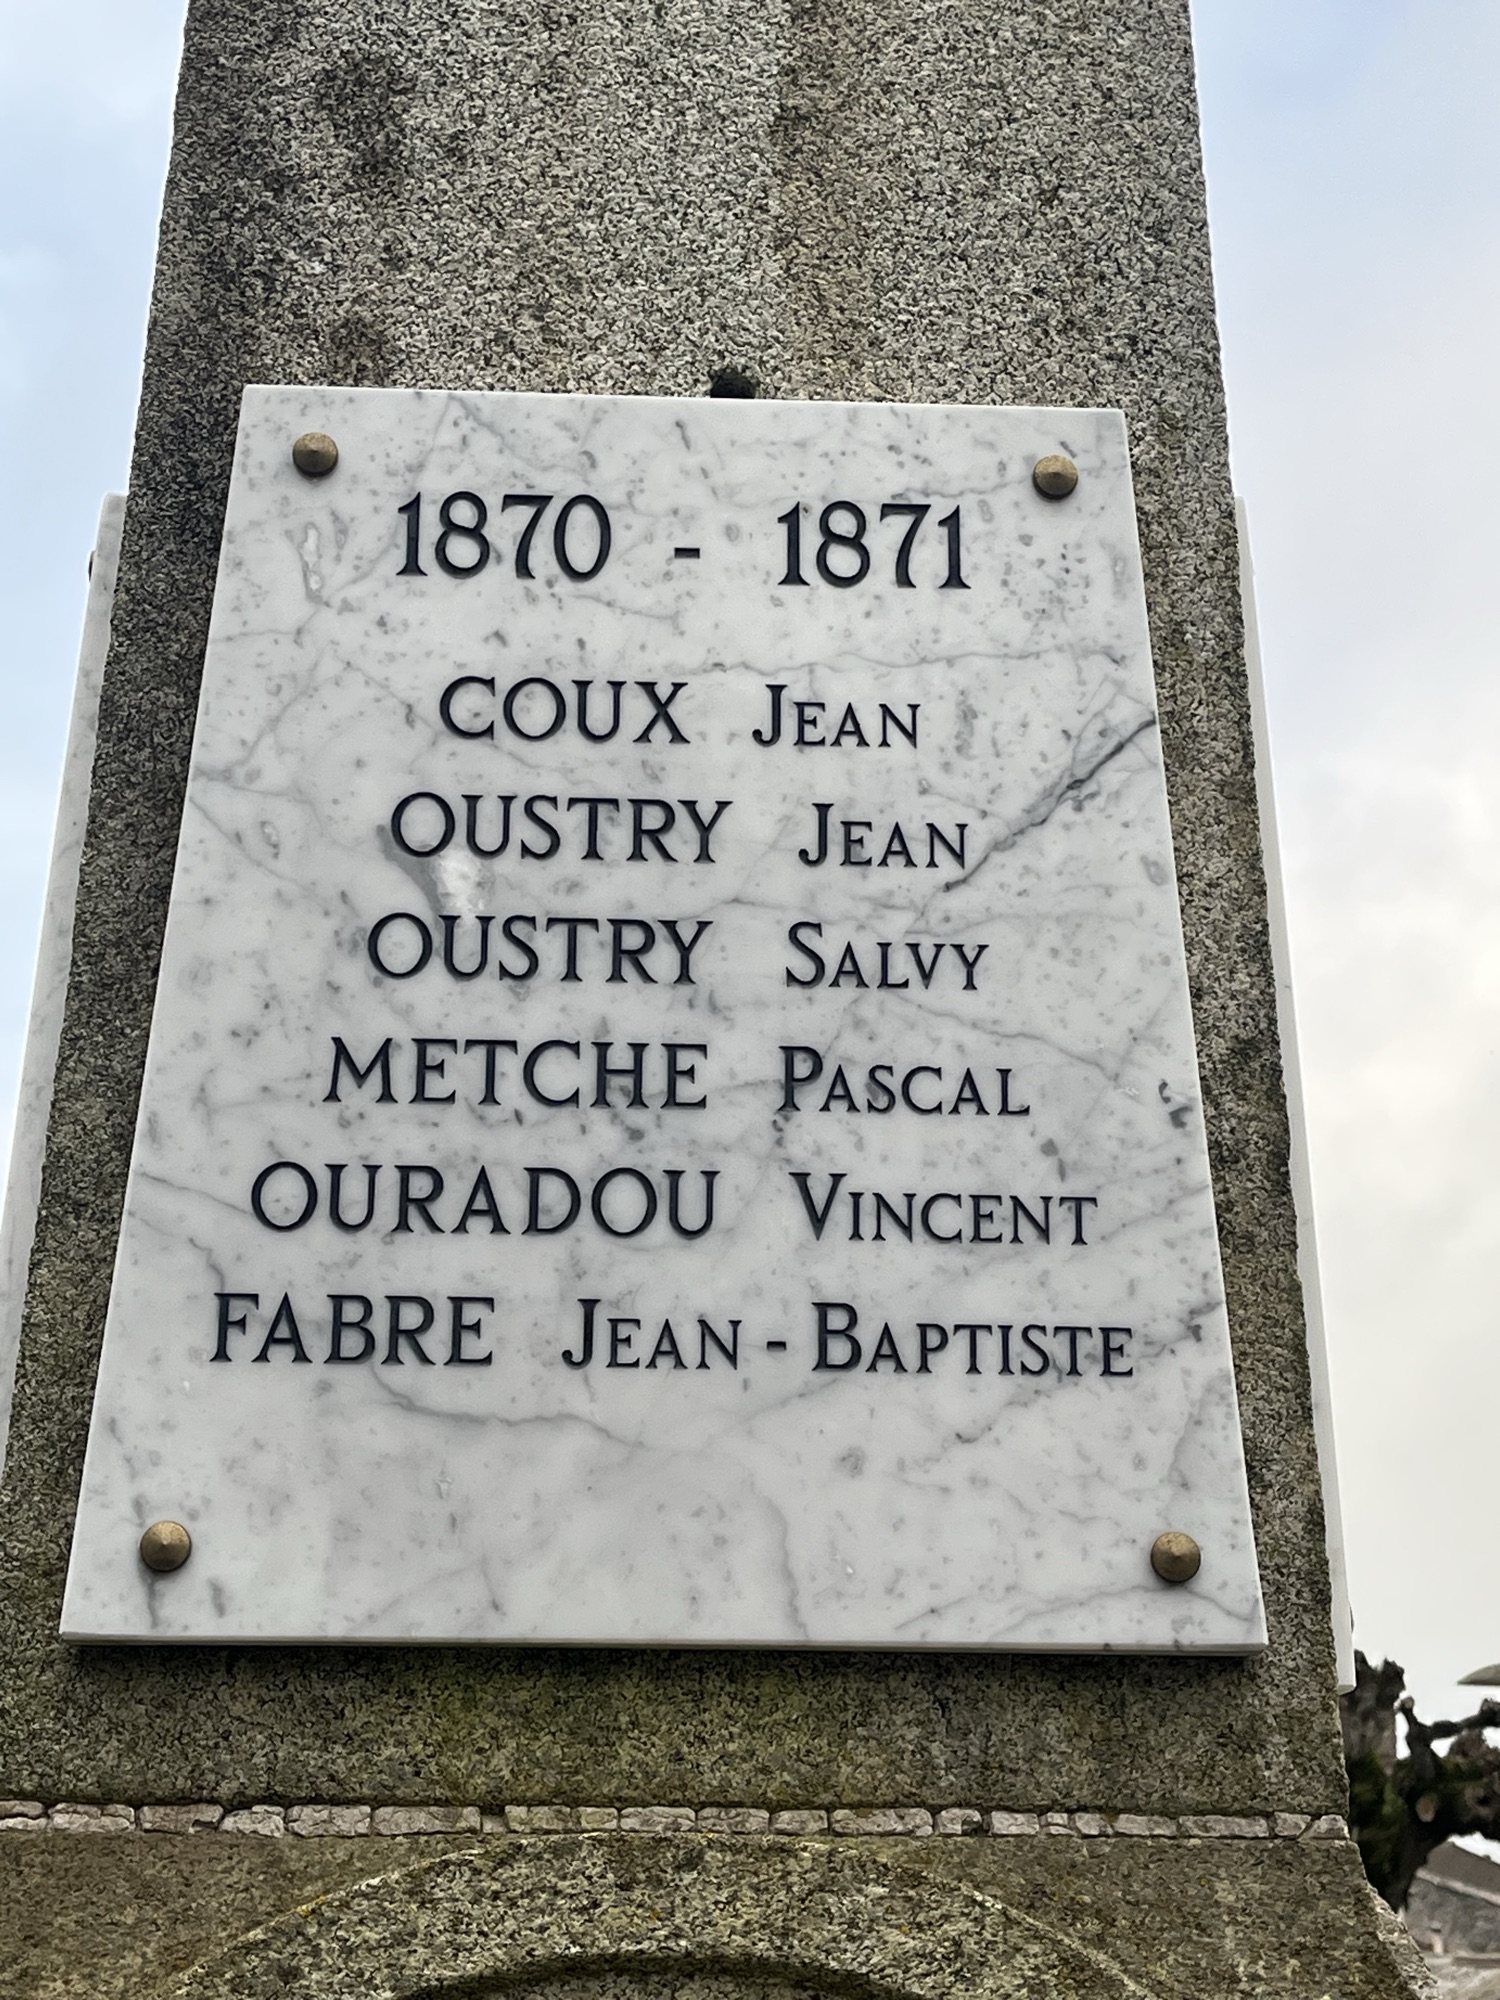 1870 - 1871
COUX JEAN
OUSTRY JEAN
OUSTRY SALVY
METCHE PASCAL
OURADOU VINCENT
FABRE JEAN - BAPTISTE